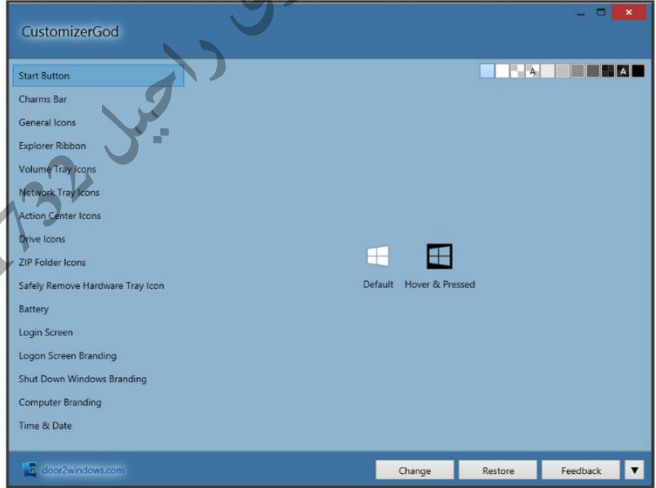 CustomizerGod
Start Button
A A
Charms Bar
General Icons
Explorer Ribbon
Volume Tray Icons
Network Tray Icons
Action Center Icons
Drive Icons
ZIP Folder Icons
Safely Remove Hardware Tray Icon
Battery
Login Screen
Logon Screen Branding
Shut Down Windows Branding
Computer Branding
Time & Date
Default Hover & Pressed
door2windows.com
Change Restore Feedback
راحيل
1732